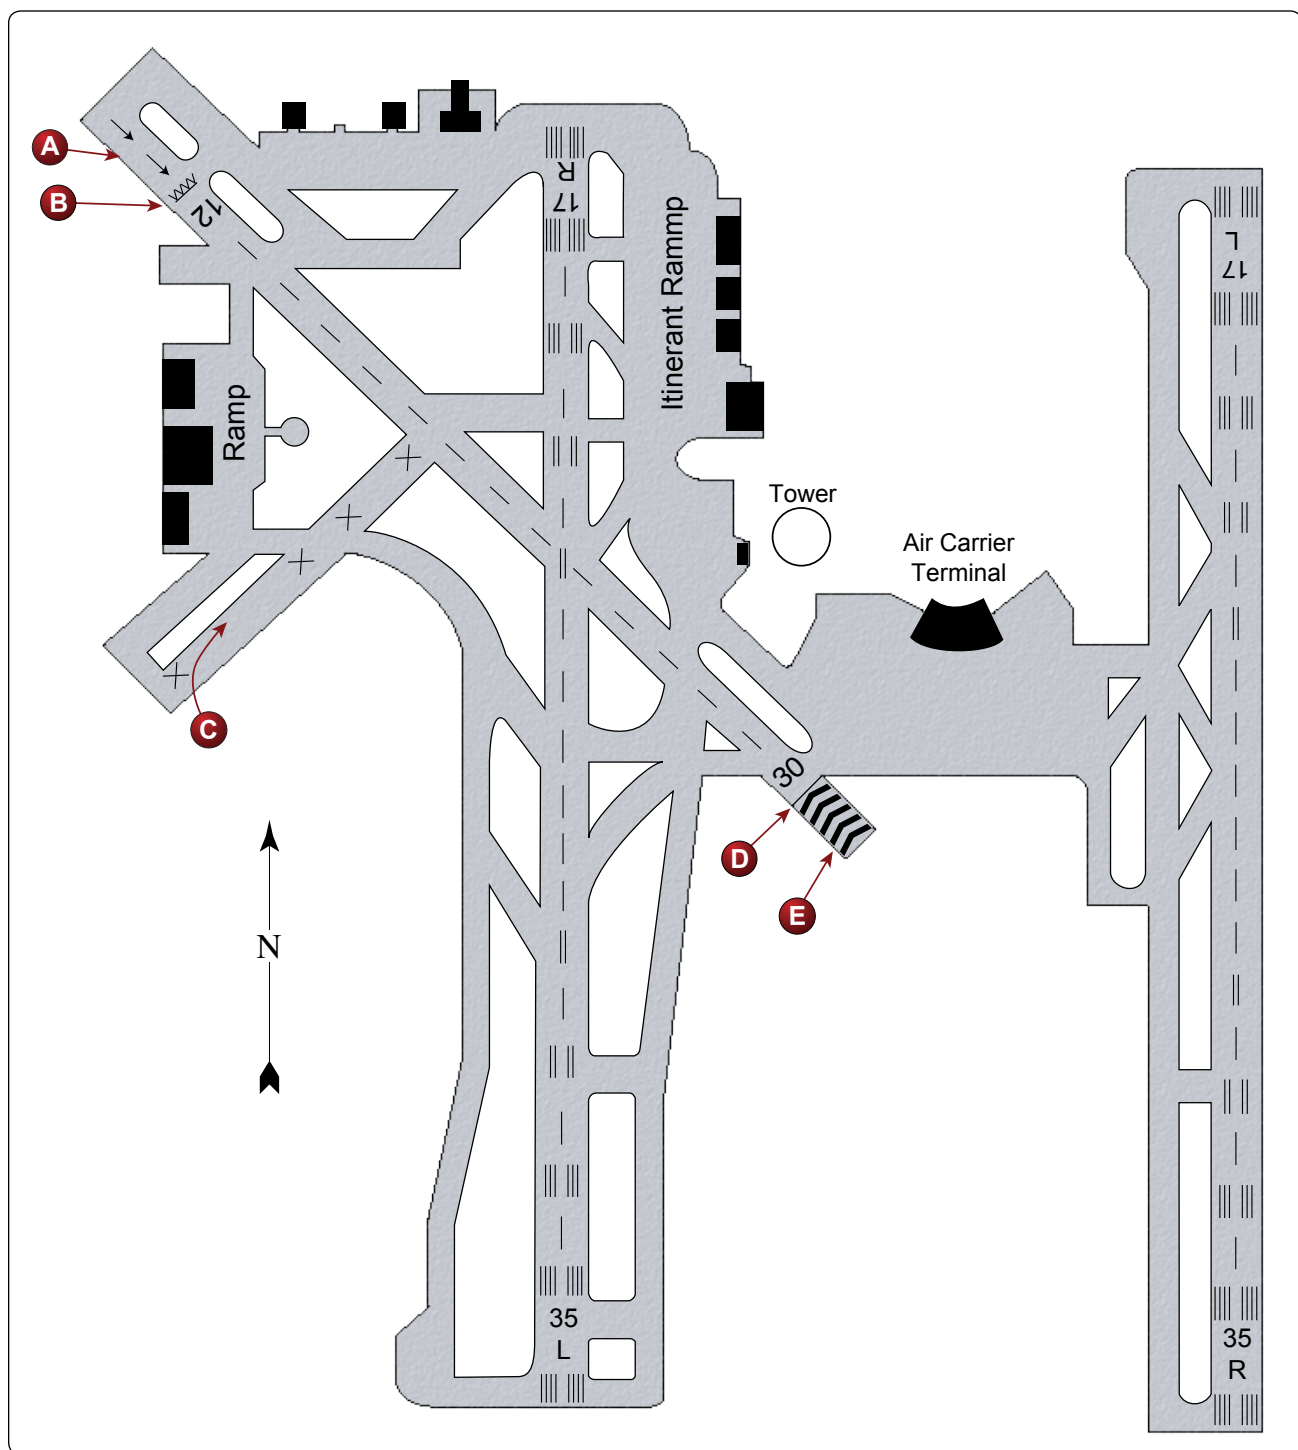 A
B
12
17
R
17
L
Itinerant Rammp
Ramp
Tower
Air Carrier
Terminal
C
30
D
E
N
35
L
35
R